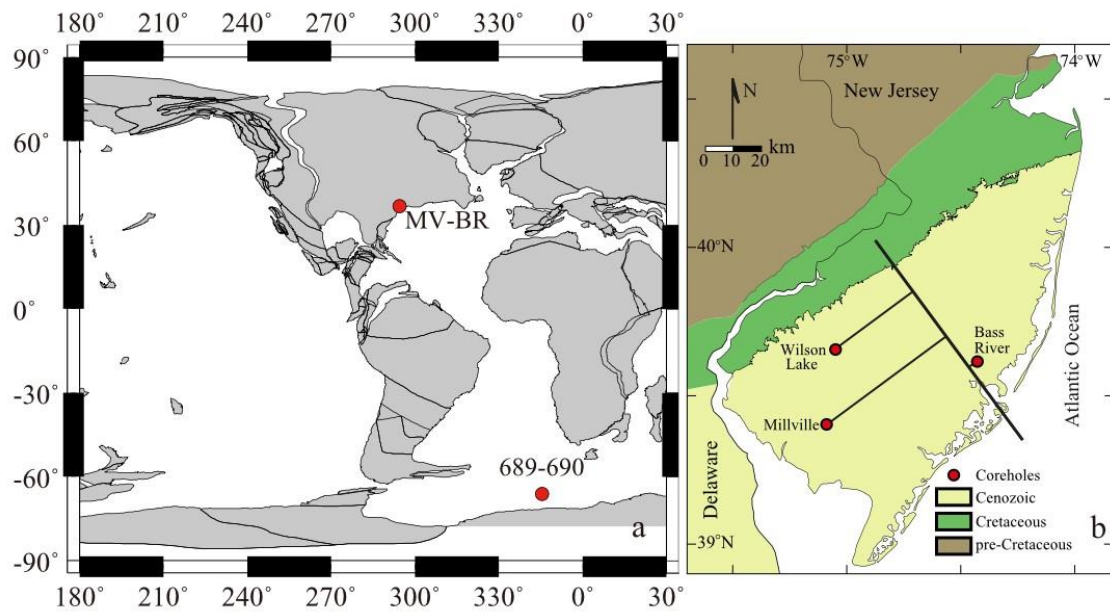 180° 210° 240° 270° 300° 330° 0° 30°
90°
60°
30°
0°
-30°
-60°
-90°
MV-BR
689-690
a
180° 210° 240° 270° 300° 330° 0° 30°
75°W
74°W
New Jersey
N
0 10 20 km
40°N
Wilson
Lake
Bass
River
Millville
Atlantic Ocean
Delaware
39°N
Coreholes
Cenozoic
Cretaceous
pre-Cretaceous
b